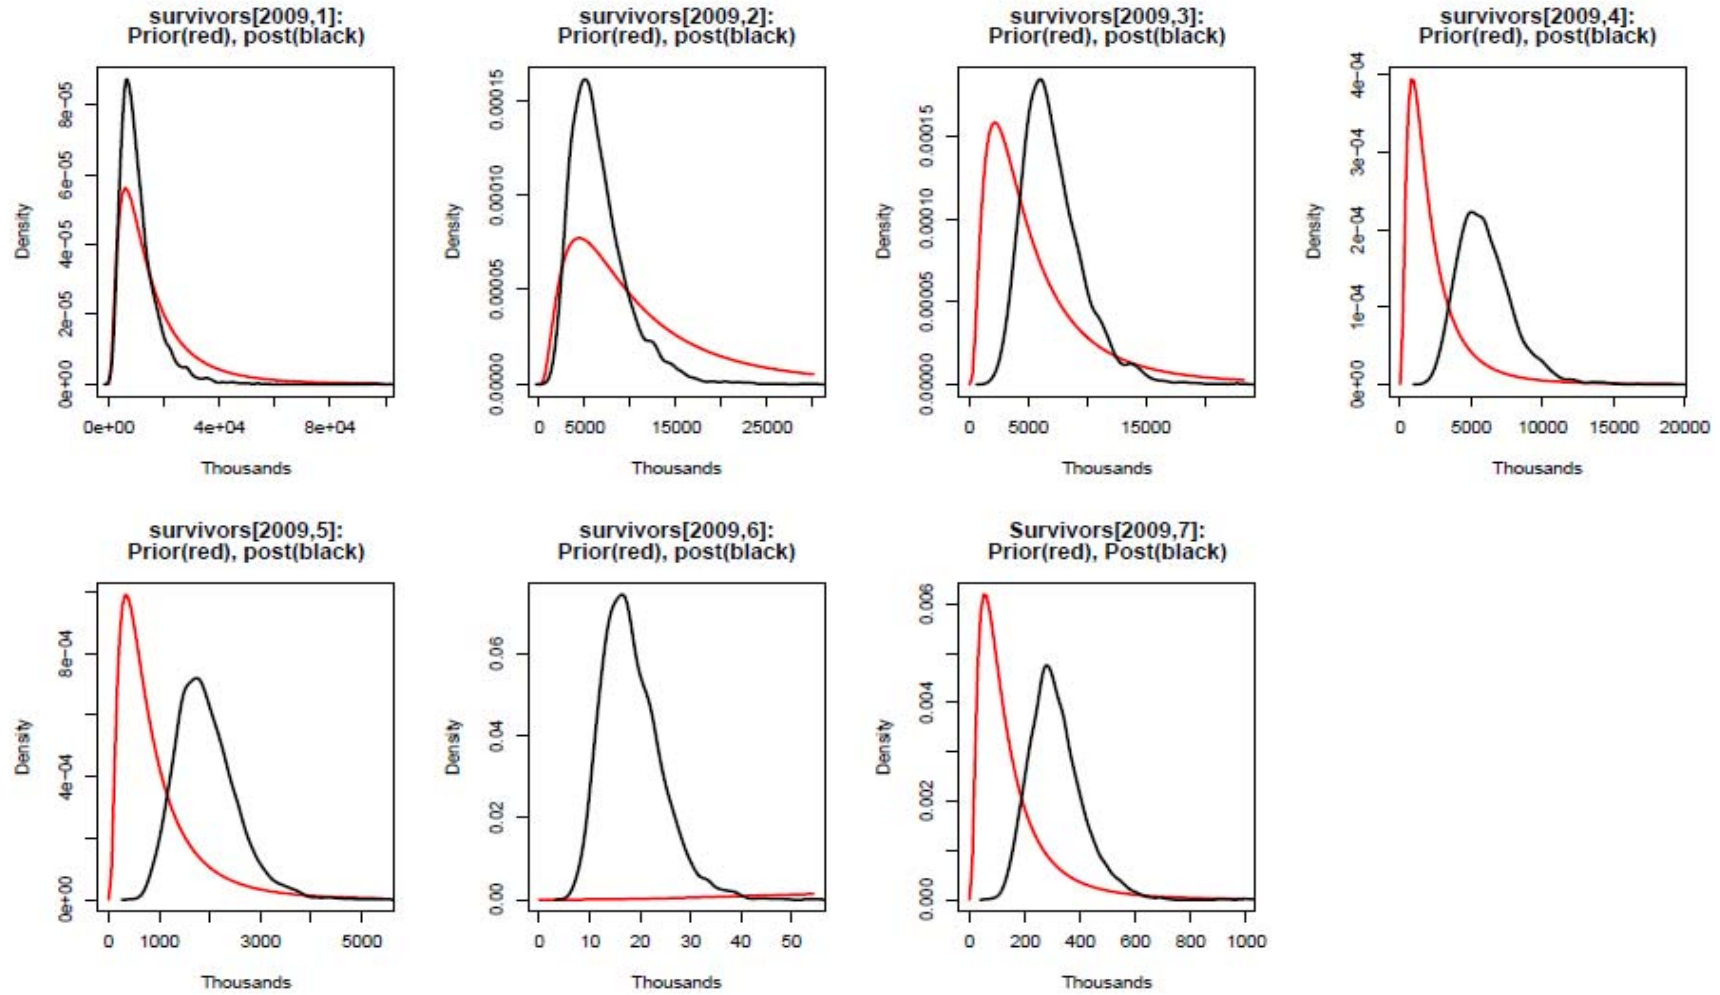 survivors[2009,1]:
Prior(red), post(black)
Density
0e+00 2e-05 4e-05 6e-05 8e-05
0e+00 4e+04 8e+04
Thousands
survivors[2009,2]:
Prior(red), post(black)
Density
0.00000 0.00005 0.00010 0.00015
0 5000 15000 25000
Thousands
survivors[2009,3]:
Prior(red), post(black)
Density
0.00000 0.00005 0.00010 0.00015
0 5000 15000
Thousands
survivors[2009,4]:
Prior(red), post(black)
Density
0e+00 1e-04 2e-04 3e-04 4e-04
0 5000 10000 15000 20000
Thousands
survivors[2009,5]:
Prior(red), post(black)
Density
0e+00 4e-04 8e-04
0 1000 3000 5000
Thousands
survivors[2009,6]:
Prior(red), post(black)
Density
0.00 0.02 0.04 0.06
0 10 20 30 40 50
Thousands
Survivors[2009,7]:
Prior(red), Post(black)
Density
0.000 0.002 0.004 0.006
0 200 400 600 800 1000
Thousands